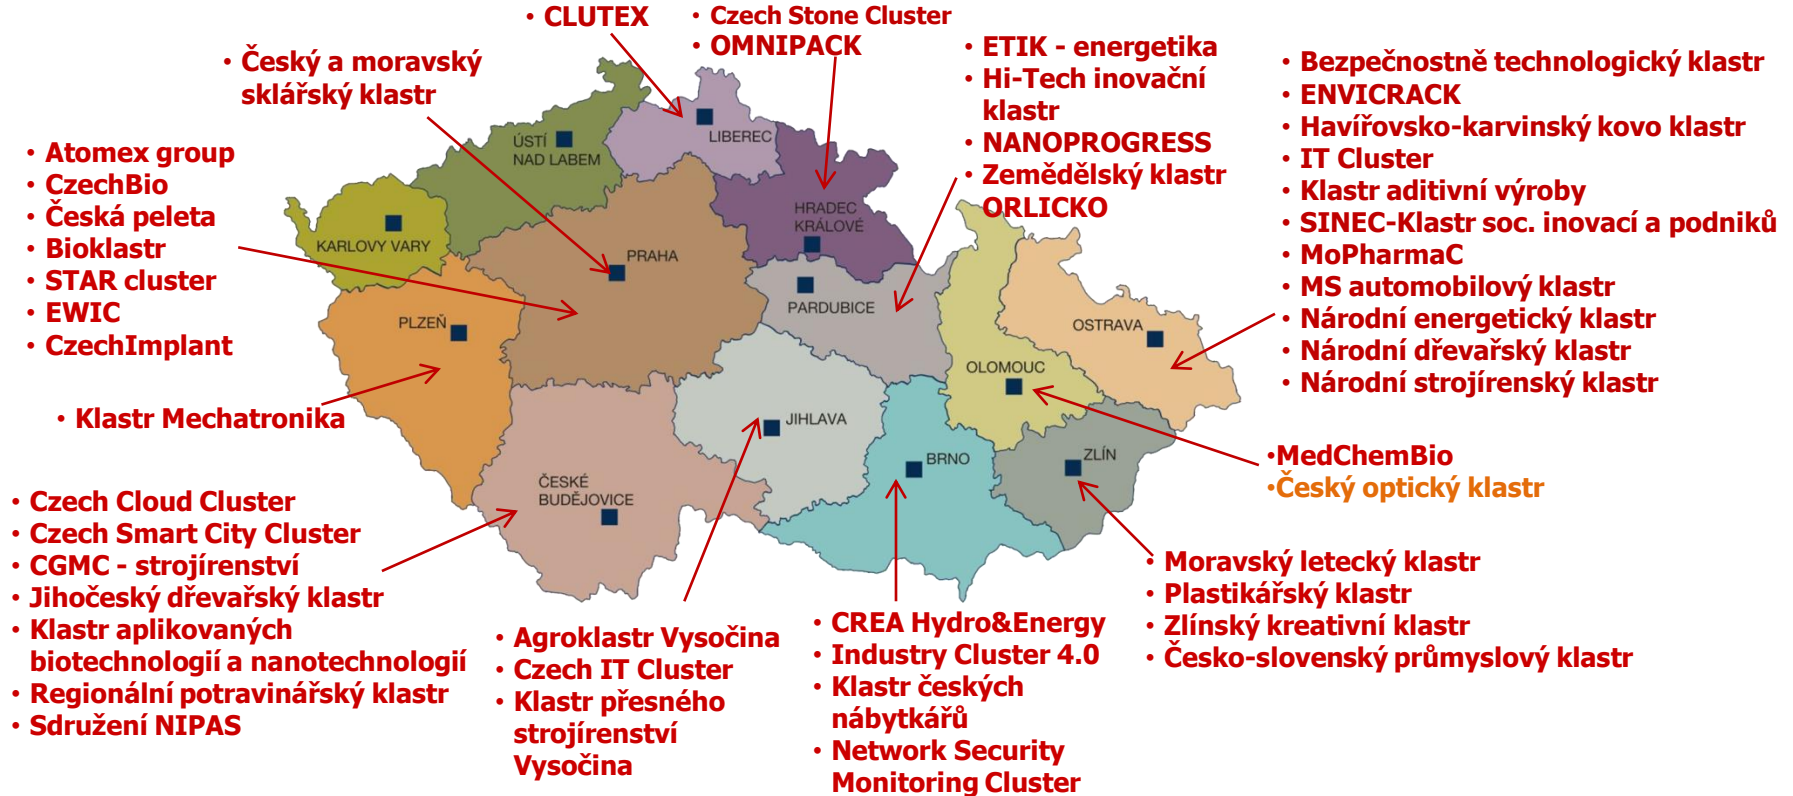 • CLUTEX
• Czech Stone Cluster
• OMNIPACK
• Český a moravský
sklářský klastr
• ETIK - energetika
• Hi-Tech inovační
klastr
• NANOPROGRESS
• Zemědělský klastr
ORLICKO
• Bezpečnostně technologický klastr
• ENVICRACK
• Havířovsko-karvinský kovo klastr
• IT Cluster
• Klastr aditivní výroby
• SINEC-Klastr soc. inovací a podniků
• MoPharmaC
• MS automobilový klastr
• Národní energetický klastr
• Národní dřevařský klastr
• Národní strojírenský klastr
• Atomex group
• CzechBio
• Česká peleta
• Bioklastr
• STAR cluster
• EWIC
• CzechImplant
ÚSTÍ
NAD LABEM
LIBEREC
HRADEC
KRÁLOVÉ
KARLOVY VARY
PRAHA
PARDUBICE
PLZEŇ
OSTRAVA
OLOMOUC
JIHLAVA
BRNO
ZLÍN
ČESKÉ
BUDĚJOVICE
• Klastr Mechatronika
•MedChemBio
•Český optický klastr
• Czech Cloud Cluster
• Czech Smart City Cluster
• CGMC - strojírenství
• Jihočeský dřevařský klastr
• Klastr aplikovaných
biotechnologií a nanotechnologií
• Regionální potravinářský klastr
• Sdružení NIPAS
• Agroklastr Vysočina
• Czech IT Cluster
• Klastr přesného
strojírenství
Vysočina
• CREA Hydro&Energy
• Industry Cluster 4.0
• Klastr českých
nábytkářů
• Network Security
Monitoring Cluster
• Moravský letecký klastr
• Plastikářský klastr
• Zlínský kreativní klastr
• Česko-slovenský průmyslový klastr